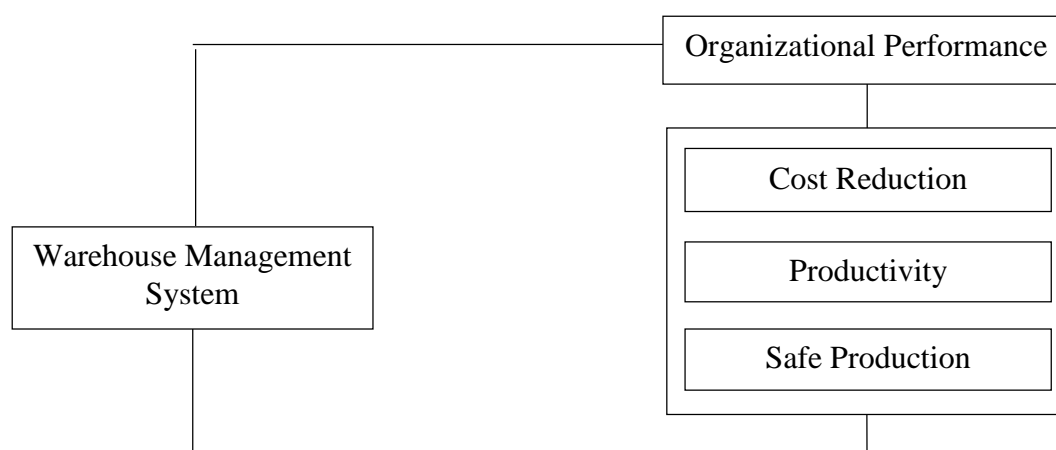 Organizational Performance
Cost Reduction
Warehouse Management
System
Productivity
Safe Production